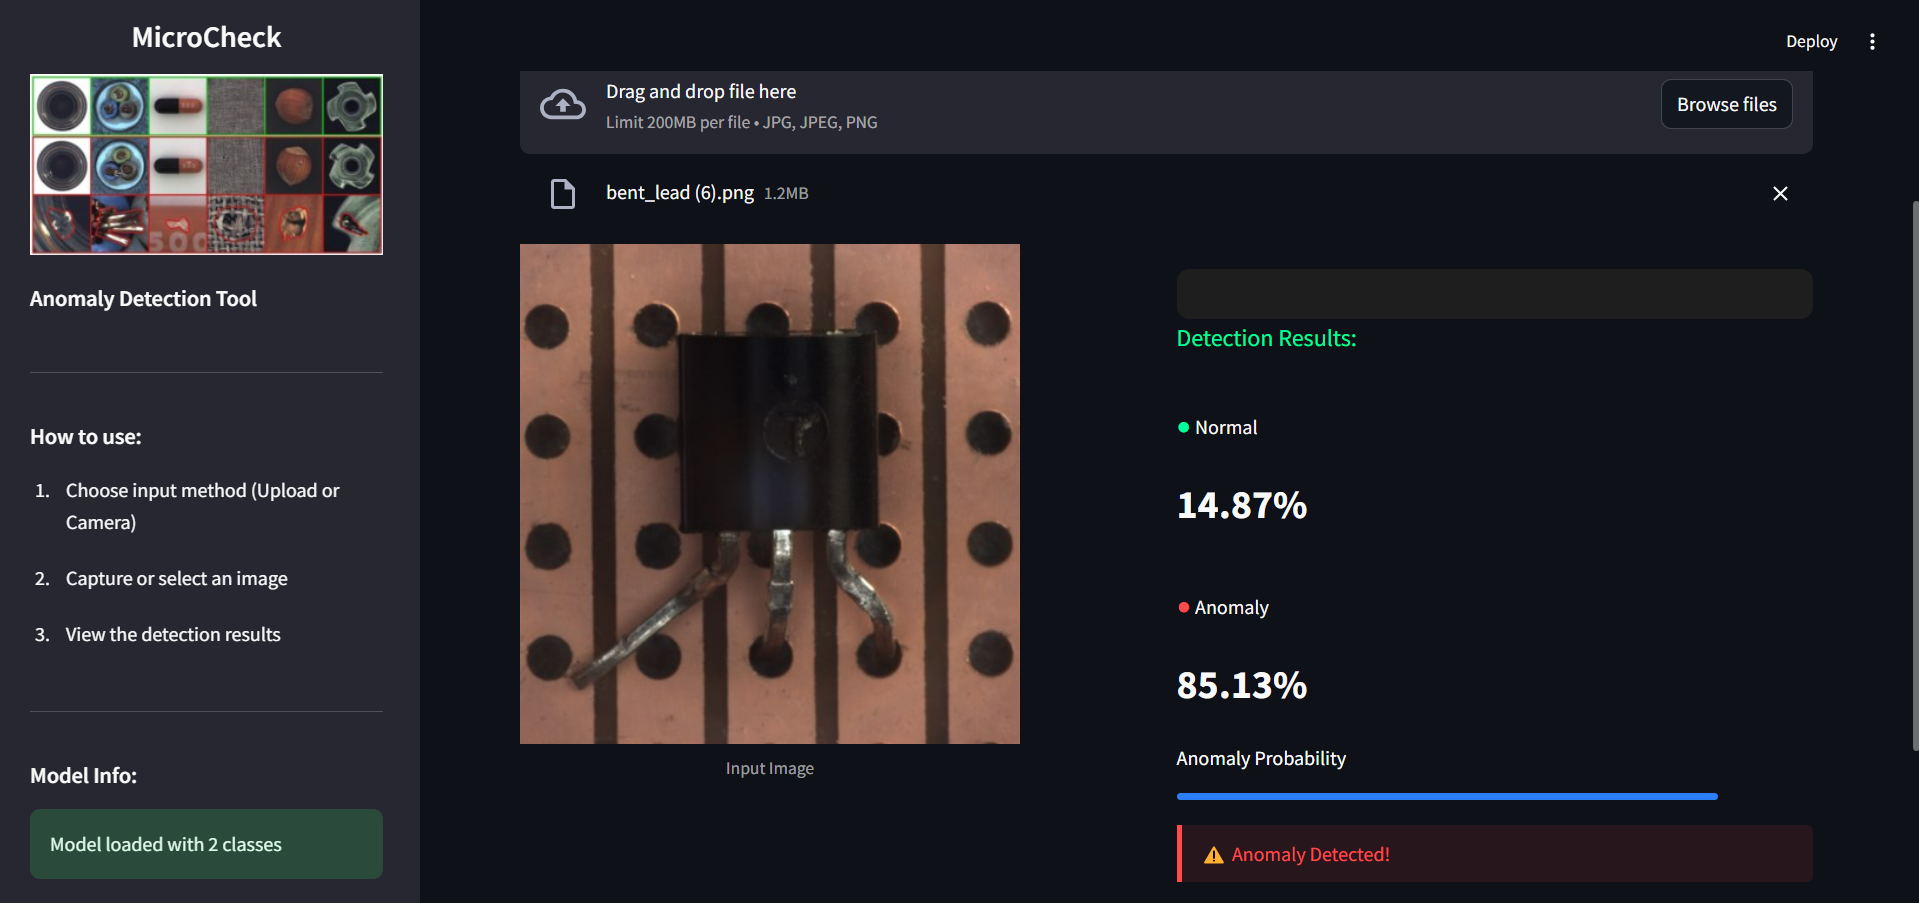 MicroCheck
500
Anomaly Detection Tool
How to use:
1. Choose input method (Upload or
Camera)
2. Capture or select an image
3. View the detection results
Model Info:
Model loaded with 2 classes
Deploy
Drag and drop file here
Limit 200MB per file • JPG, JPEG, PNG
Browse files
bent_lead (6).png 1.2MB
Input Image
Detection Results:
Normal
14.87%
Anomaly
85.13%
Anomaly Probability
Anomaly Detected!